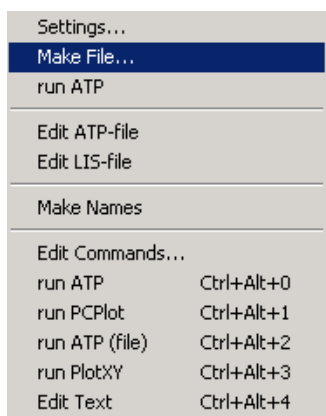 Settings...
Make File...
run ATP
Edit ATP-file
Edit LIS-file
Make Names
Edit Commands...
run ATP Ctrl+Alt+0
run PCPlot Ctrl+Alt+1
run ATP (file) Ctrl+Alt+2
run PlotXY Ctrl+Alt+3
Edit Text Ctrl+Alt+4